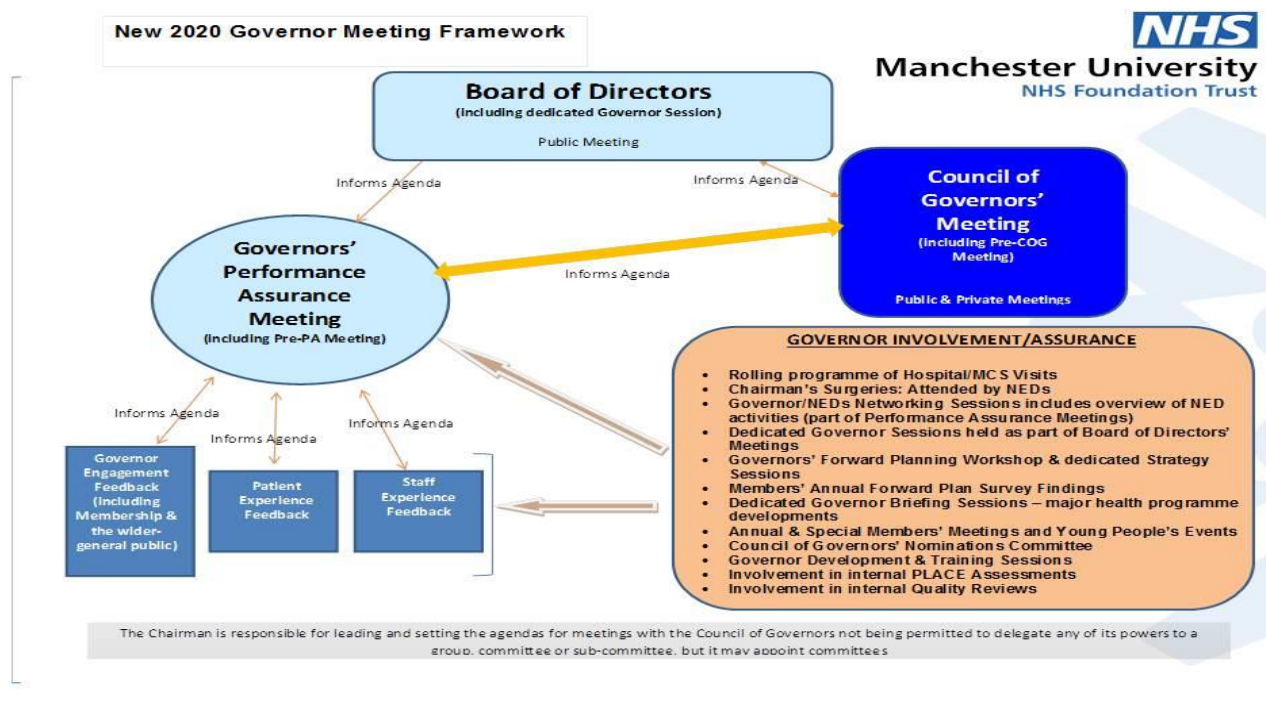 New 2020 Governor Meeting Framework
NHS
Manchester University
NHS Foundation Trust
Board of Directors
(including dedicated Governor Session)
Public Meeting
Informs Agenda
Informs Agenda
Council of
Governors’
Meeting
(including Pre-COG
Meeting)
Public & Private Meetings
Governors’
Performance
Assurance
Meeting
(including Pre-PA Meeting)
Informs Agenda
GOVERNOR INVOLVEMENT/ASSURANCE
• Rolling programme of Hospital/MCS Visits
• Chairman's Surgeries: Attended by NEDs
• Governor/NEDs Networking Sessions includes overview of NED
activities (part of Performance Assurance Meetings)
• Dedicated Governor Sessions held as part of Board of Directors’
Meetings
• Governors’ Forward Planning Workshop & dedicated Strategy
Sessions
• Members’ Annual Forward Plan Survey Findings
• Dedicated Governor Briefing Sessions – major health programme
developments
• Annual & Special Members’ Meetings and Young People’s Events
• Council of Governors’ Nominations Committee
• Governor Development & Training Sessions
• Involvement in internal PLACE Assessments
• Involvement in internal Quality Reviews
Informs Agenda
Informs Agenda
Informs Agenda
Governor
Engagement
Feedback
(including
Membership &
the wider-
general public)
Patient
Experience
Feedback
Staff
Experience
Feedback
The Chairman is responsible for leading and setting the agendas for meetings with the Council of Governors not being permitted to delegate any of its powers to a
group, committee or sub-committee, but it may appoint committees